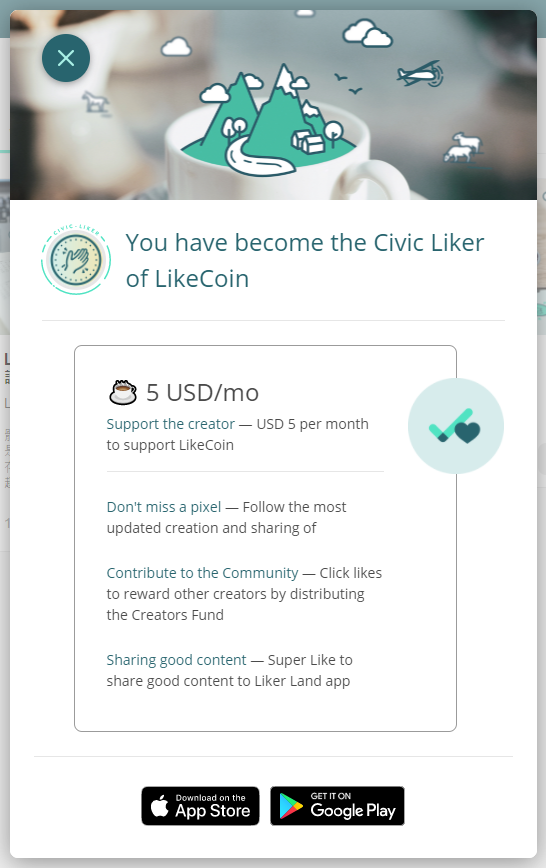 CIVIC LIKER
You have become the Civic Liker
of LikeCoin
5 USD/mo
Support the creator — USD 5 per month
to support LikeCoin
Don't miss a pixel — Follow the most
updated creation and sharing of
Contribute to the Community — Click likes
to reward other creators by distributing
the Creators Fund
Sharing good content — Super Like to
share good content to Liker Land app
Download on the
App Store
GET IT ON
Google Play